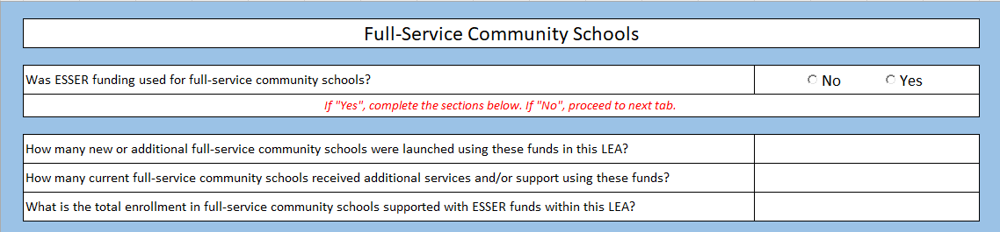 Full-Service Community Schools
Was ESSER funding used for full-service community schools? No Yes
If "Yes", complete the sections below. If "No", proceed to next tab.
How many new or additional full-service community schools were launched using these funds in this LEA?
How many current full-service community schools received additional services and/or support using these funds?
What is the total enrollment in full-service community schools supported with ESSER funds within this LEA?